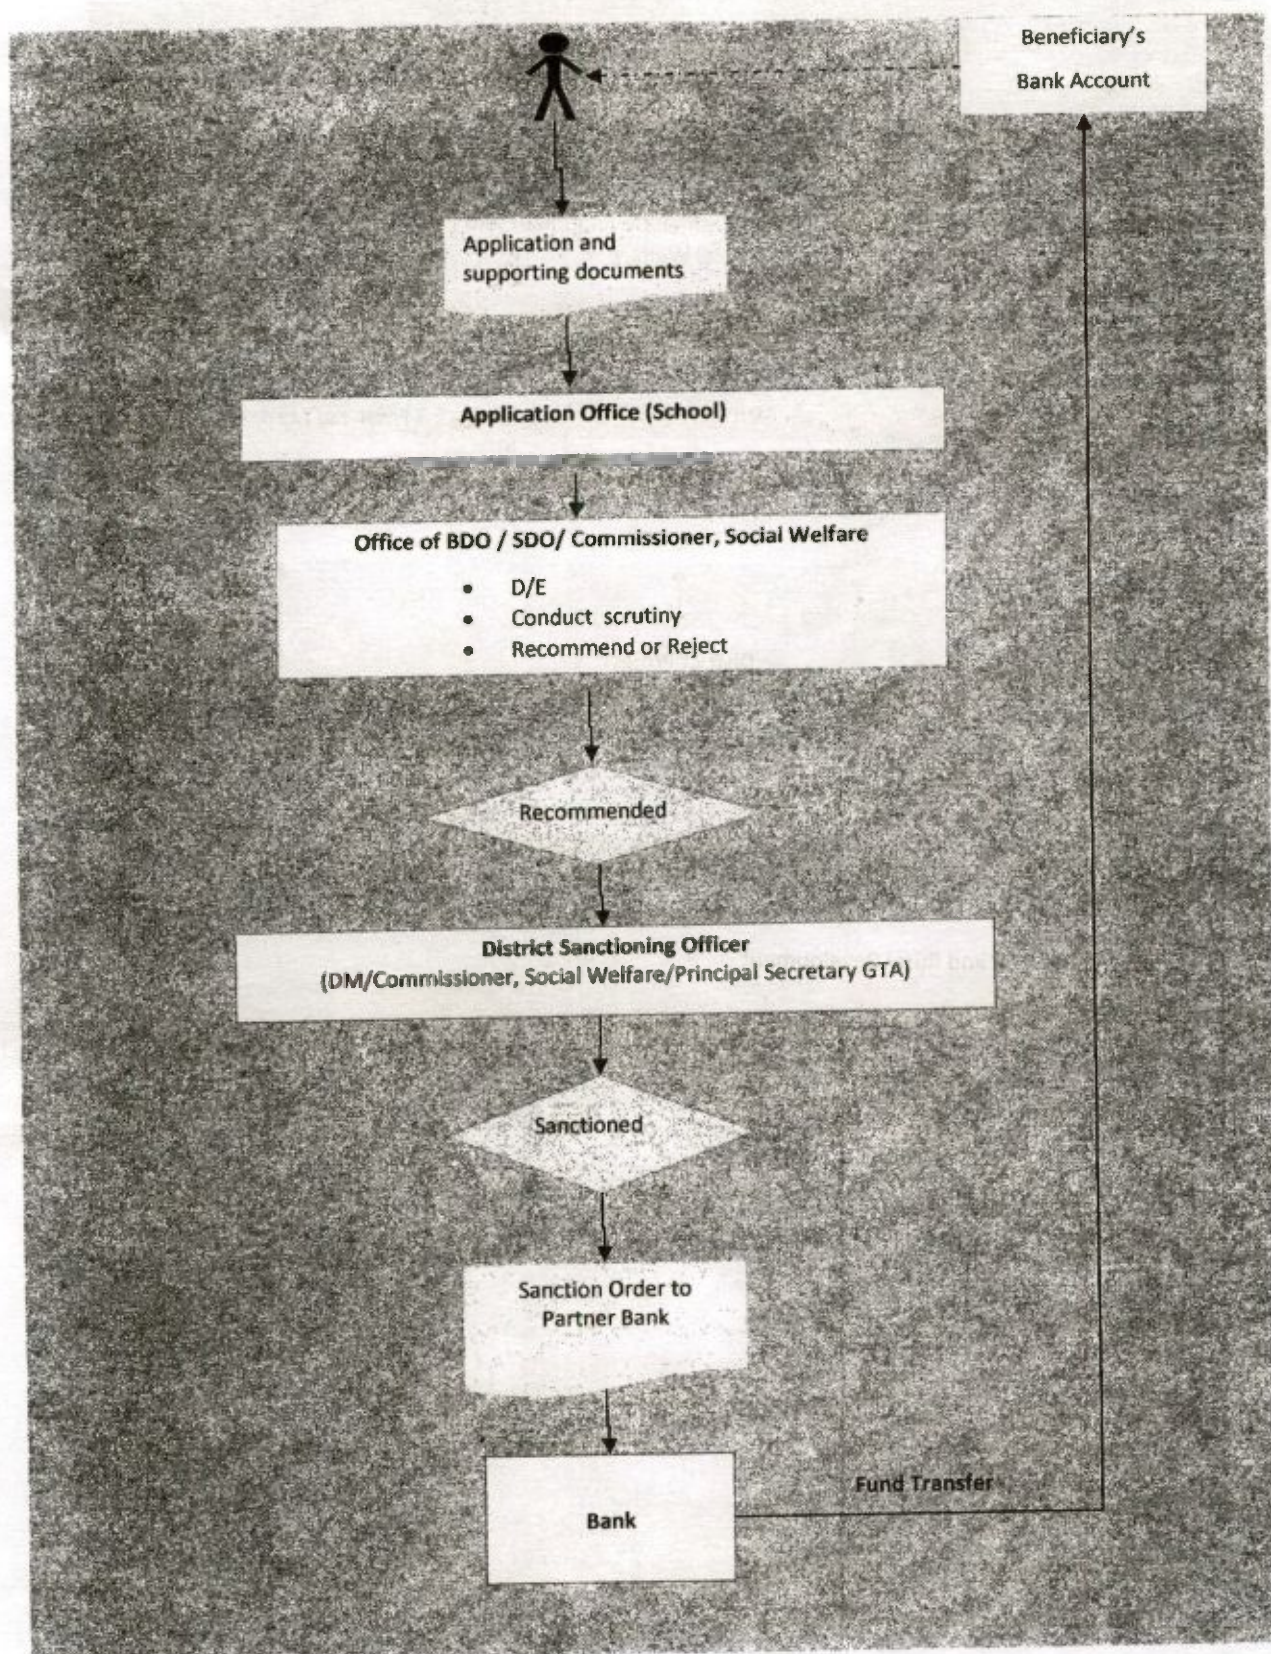 Beneficiary's
Bank Account
Application and
supporting documents
Application Office (School)
Office of BDO / SDO/ Commissioner, Social Welfare
• D/E
• Conduct scrutiny
• Recommend or Reject
Recommended
District Sanctioning Officer
(DM/Commissioner, Social Welfare/Principal Secretary GTA)
Sanctioned
Sanction Order to
Partner Bank
Fund Transfer
Bank